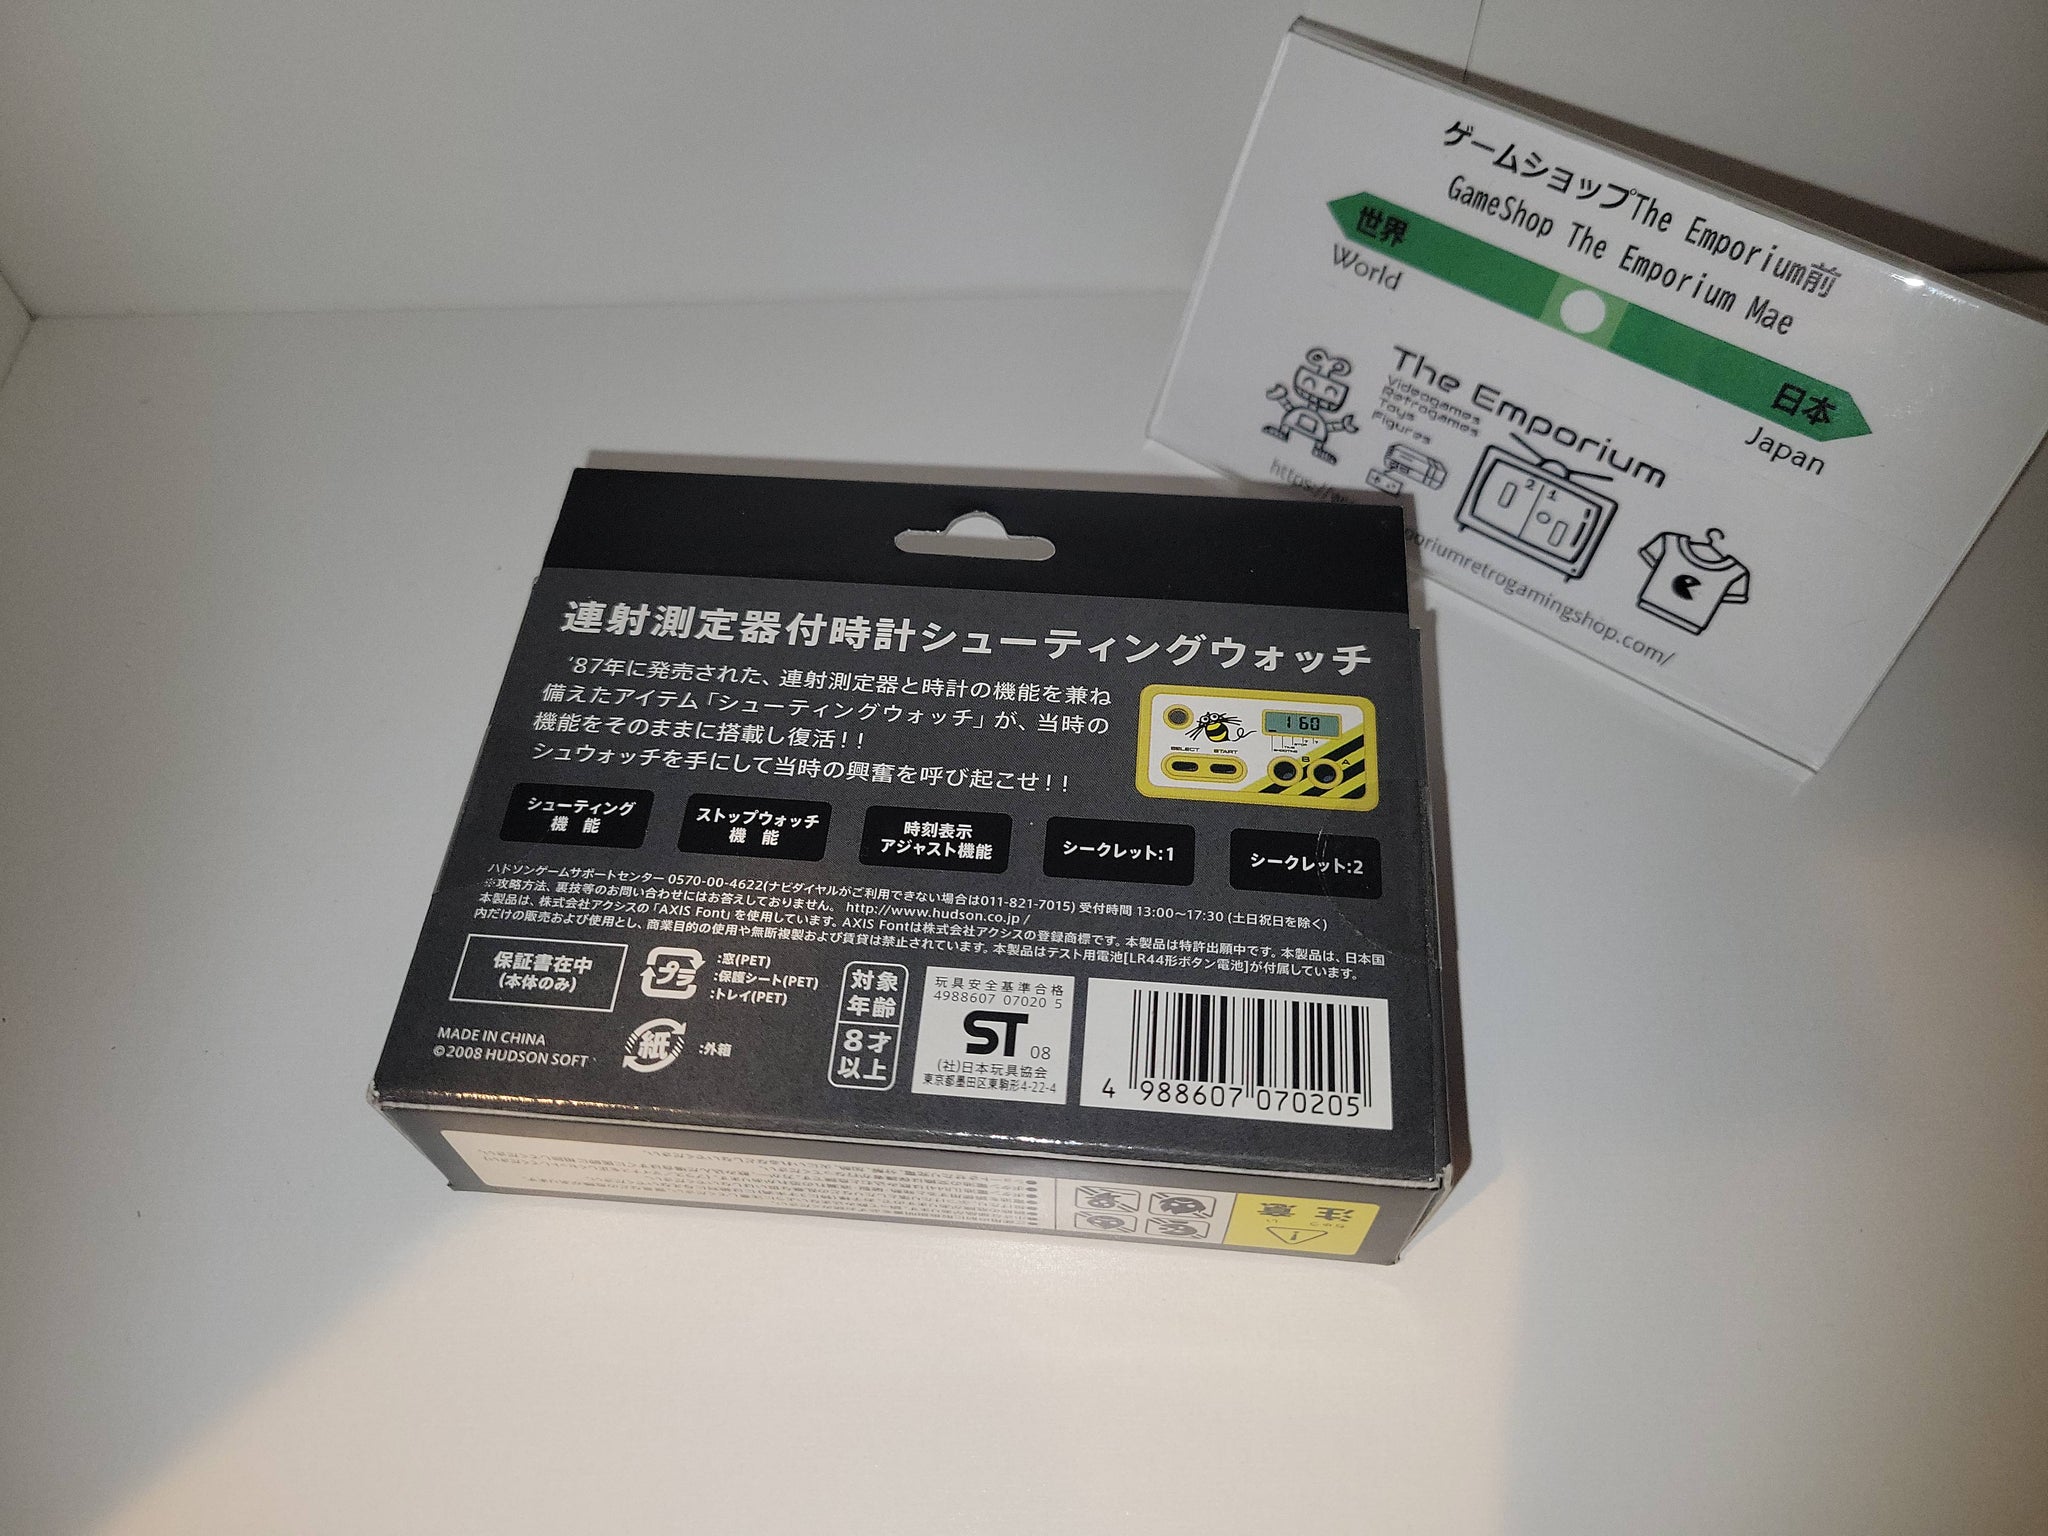 ゲームショップThe Emporium前
GameShop The Emporium Mae
世界
World
日本
Japan
The Emporium
Videogames
Retrogames
Toys
Figures
2 1
https://
poriumretrogamingshop.com/
連射測定器付時計シューティングウォッチ
'87年に発売された、連射測定器と時計の機能を兼ね
備えたアイテム「シューティングウォッチ」が、当時の
機能をそのままに搭載し復活!!
シュウォッチを手にして当時の興奮を呼び起こせ!!
160
SELECT START
B A
シューティング
機 能
ストップウォッチ
機 能
時刻表示
アジャスト機能
シークレット:1
シークレット:2
ハドソンゲームサポートセンター 0570-00-4622(ナビダイヤルがご利用できない場合は011-821-7015) 受付時間 13:00〜17:30 (土日祝日を除く)
※攻略方法、裏技等のお問い合わせにはお答えしておりません。 http://www.hudson.co.jp/
本製品は、株式会社アクシスの「AXIS Font」を使用しています。AXIS Fontは株式会社アクシスの登録商標です。本製品は特許出願中です。本製品は、日本国
内だけの販売および使用とし、商業目的の使用や無断複製および賃貸は禁止されています。本製品はテスト用電池[LR44形ボタン電池]が付属しています。
保証書在中
(本体のみ)
プラ
:窓(PET)
:保護シート(PET)
:トレイ(PET)
MADE IN CHINA
©2008 HUDSON SOFT
紙
:外箱
対象
年齢
8才
以上
玩具安全基準合格
4988607 07020 5
ST 08
(社)日本玩具協会
東京都墨田区東駒形4-22-4
4 988607 070205
注意
ちゅう い